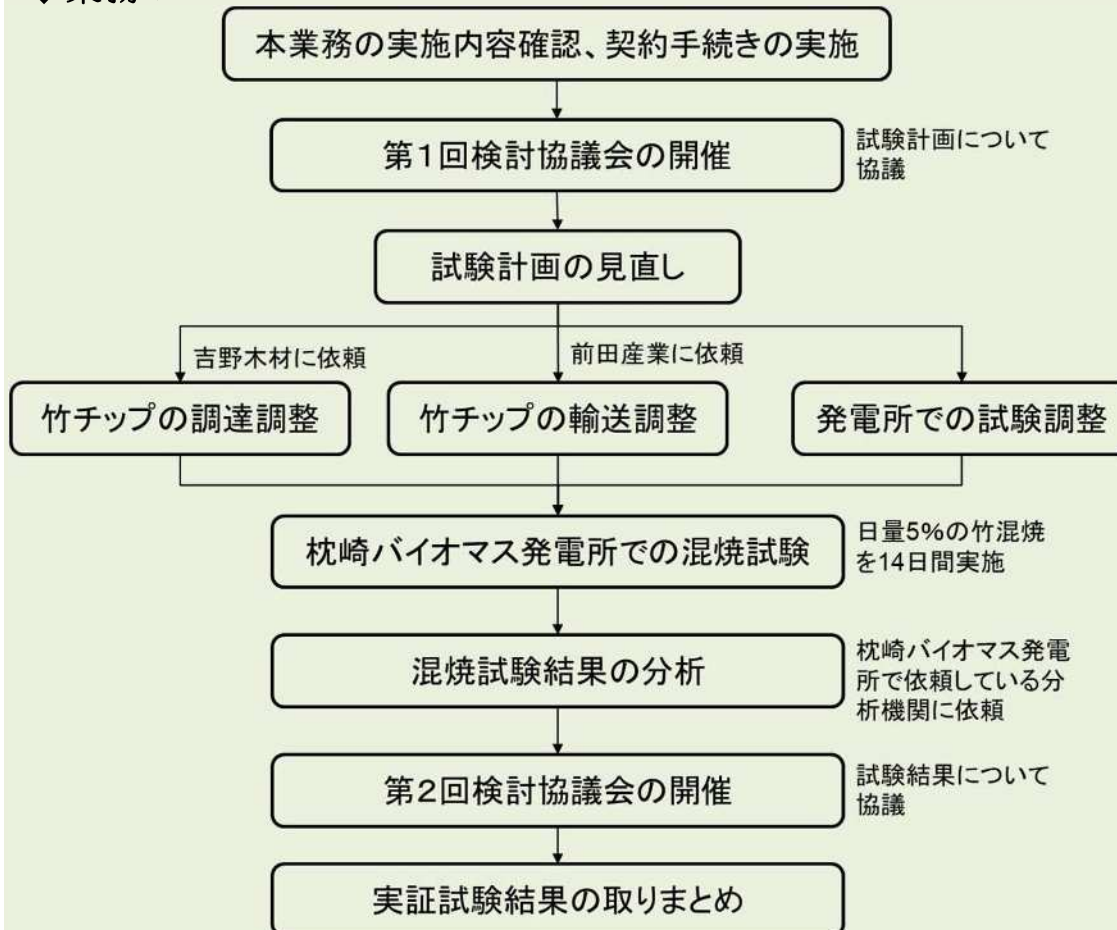 本業務の実施内容確認、契約手続きの実施
第1回検討協議会の開催
試験計画について
協議
試験計画の見直し
吉野木材に依頼
前田産業に依頼
竹チップの調達調整
竹チップの輸送調整
発電所での試験調整
枕崎バイオマス発電所での混焼試験
日量5%の竹混焼
を14日間実施
混焼試験結果の分析
枕崎バイオマス発電
所で依頼している分
析機関に依頼
第2回検討協議会の開催
試験結果について
協議
実証試験結果の取りまとめ